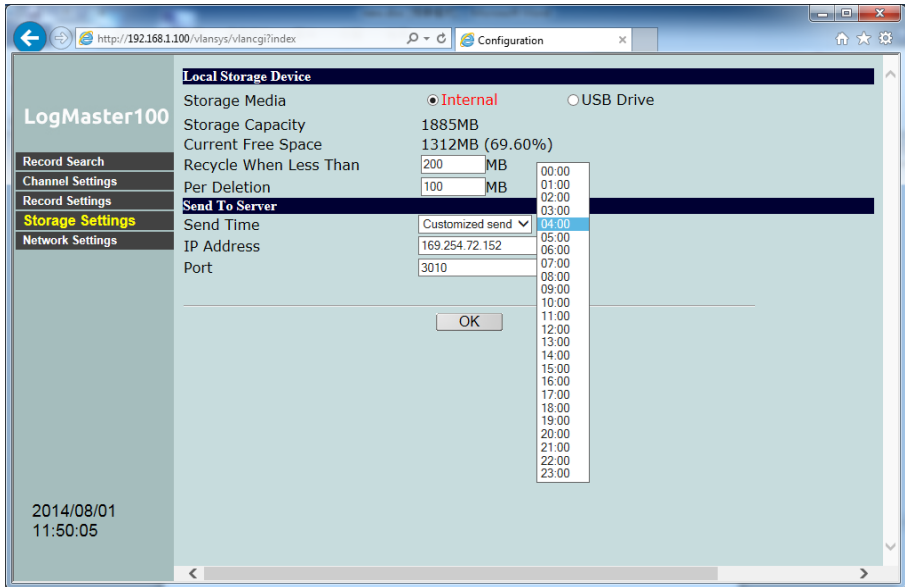 http://192.168.1.100/vlansys/vlancgi?index
Configuration
LogMaster100
Record Search
Channel Settings
Record Settings
Storage Settings
Network Settings
2014/08/01
11:50:05
Local Storage Device
Storage Media Internal USB Drive
Storage Capacity 1885MB
Current Free Space 1312MB (69.60%)
Recycle When Less Than 200 MB
Per Deletion 100 MB
Send To Server
Send Time Customized send
IP Address 169.254.72.152
Port 3010
OK
00:00
01:00
02:00
03:00
04:00
05:00
06:00
07:00
08:00
09:00
10:00
11:00
12:00
13:00
14:00
15:00
16:00
17:00
18:00
19:00
20:00
21:00
22:00
23:00